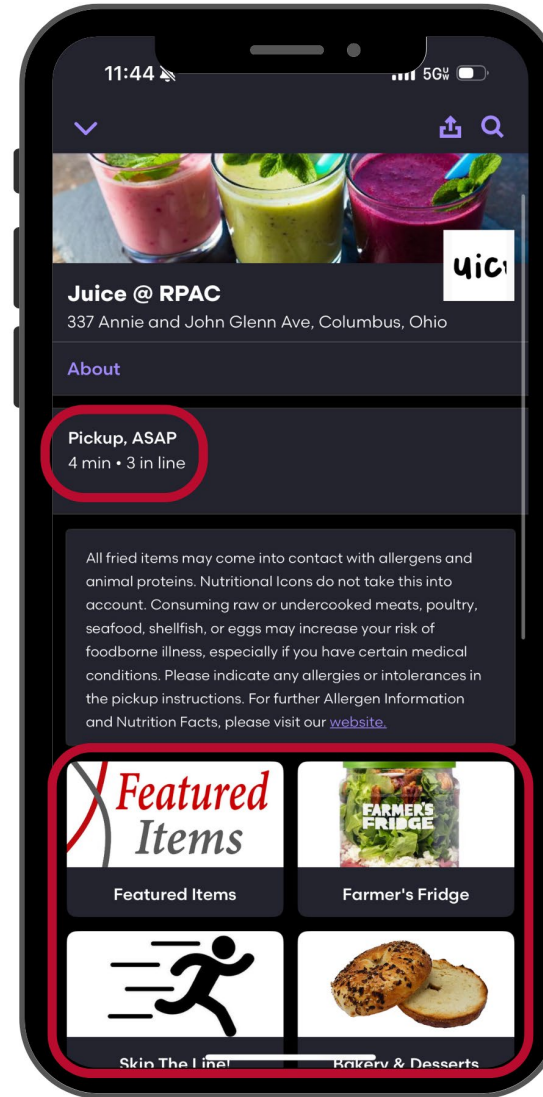 11:44
5GW
uic
Juice @ RPAC
337 Annie and John Glenn Ave, Columbus, Ohio
About
Pickup, ASAP
4 min • 3 in line
All fried items may come into contact with allergens and
animal proteins. Nutritional Icons do not take this into
account. Consuming raw or undercooked meats, poultry,
seafood, shellfish, or eggs may increase your risk of
foodborne illness, especially if you have certain medical
conditions. Please indicate any allergies or intolerances in
the pickup instructions. For further Allergen Information
and Nutrition Facts, please visit our website.
Featured
Items
FARMER'S
FRIDGE
Featured Items
Farmer's Fridge
Skip The Line!
Bakery & Desserts